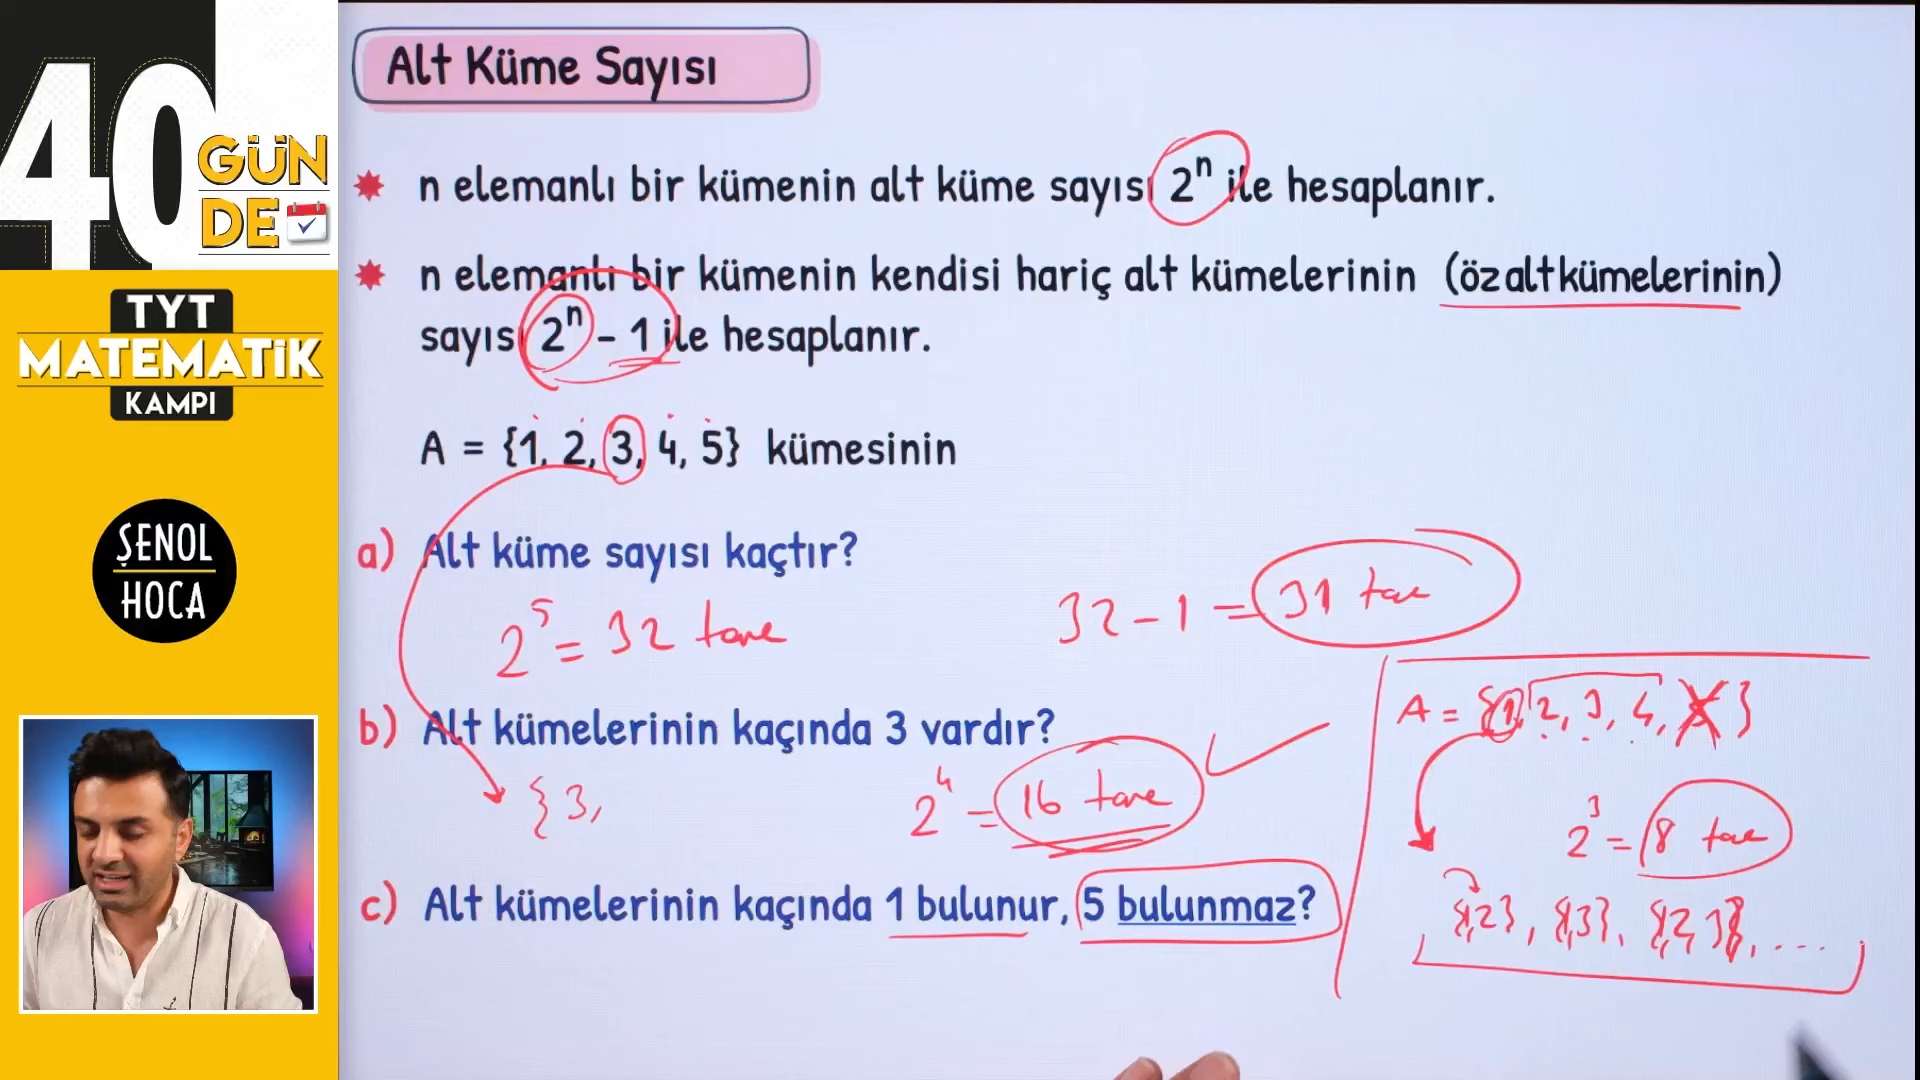 40
GÜN
DE
TYT
MATEMATİK
KAMPI
ŞENOL
HOCA
Alt Küme Sayısı
n elemanlı bir kümenin alt küme sayısı 2ⁿ ile hesaplanır.
n elemanlı bir kümenin kendisi hariç alt kümelerinin (öz alt kümelerinin)
sayısı 2ⁿ - 1 ile hesaplanır.
A = {1, 2, 3, 4, 5} kümesinin
a) Alt küme sayısı kaçtır?
2⁵ = 32 tane
32 - 1 = 31 tane
b) Alt kümelerinin kaçında 3 vardır?
{3,
2⁴ = 16 tane
c) Alt kümelerinin kaçında 1 bulunur, 5 bulunmaz?
A = {1, 2, 3, 4, 5}
2³ = 8 tane
{1,2}, {1,3}, {1,2,3}, ....